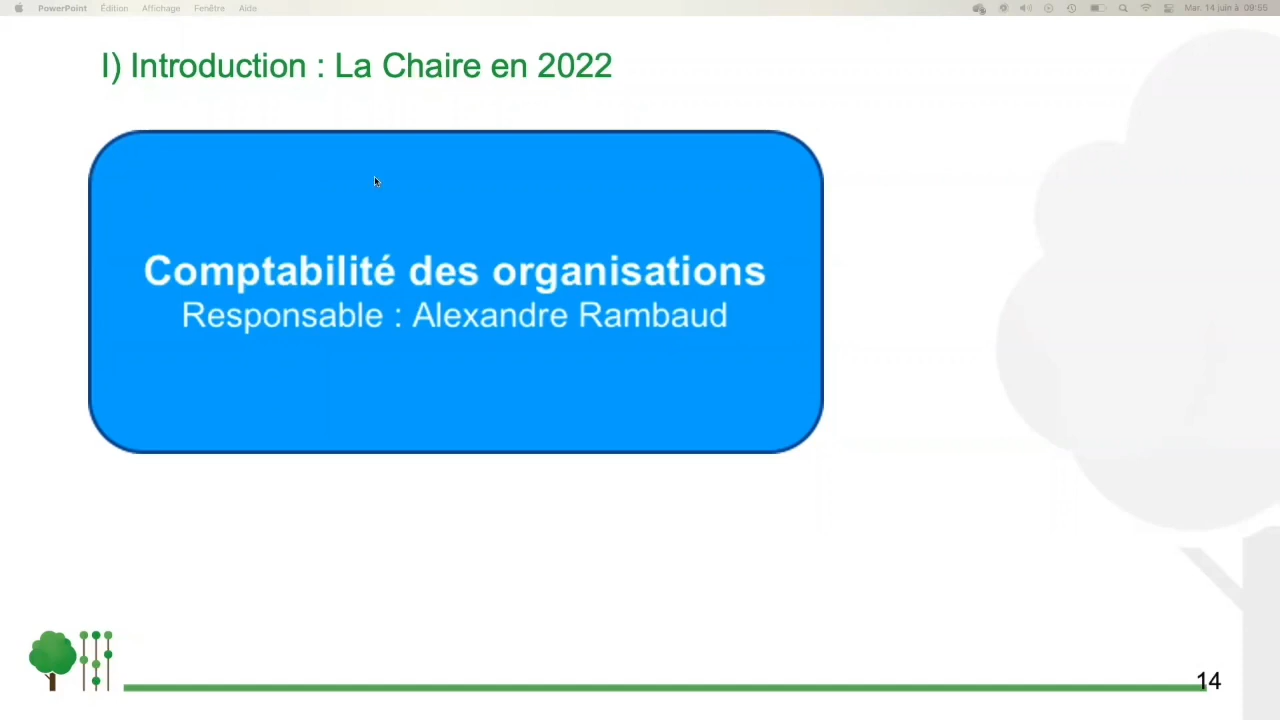 PowerPoint Édition Affichage Fenêtre Aide Mar. 14 juin à 09:55
I) Introduction : La Chaire en 2022
Comptabilité des organisations
Responsable : Alexandre Rambaud
14